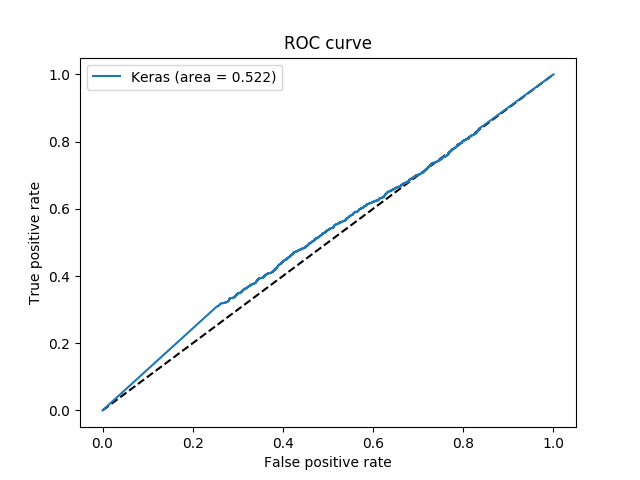 ROC curve
Keras (area = 0.522)
1.0
0.8
0.6
0.4
0.2
0.0
True positive rate
0.0 0.2 0.4 0.6 0.8 1.0
False positive rate